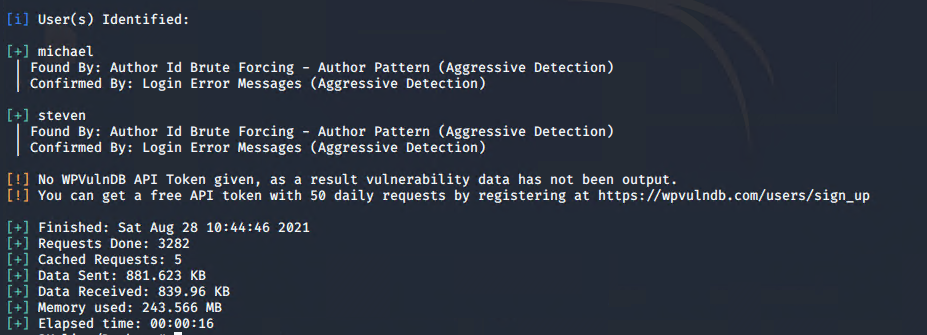 [i] User(s) Identified:
[+] michael
| Found By: Author Id Brute Forcing - Author Pattern (Aggressive Detection)
| Confirmed By: Login Error Messages (Aggressive Detection)
[+] steven
| Found By: Author Id Brute Forcing - Author Pattern (Aggressive Detection)
| Confirmed By: Login Error Messages (Aggressive Detection)
[!] No WPVulnDB API Token given, as a result vulnerability data has not been output.
[!] You can get a free API token with 50 daily requests by registering at https://wpvulndb.com/users/sign_up
[+] Finished: Sat Aug 28 10:44:46 2021
[+] Requests Done: 3282
[+] Cached Requests: 5
[+] Data Sent: 881.623 KB
[+] Data Received: 839.96 KB
[+] Memory used: 243.566 MB
[+] Elapsed time: 00:00:16